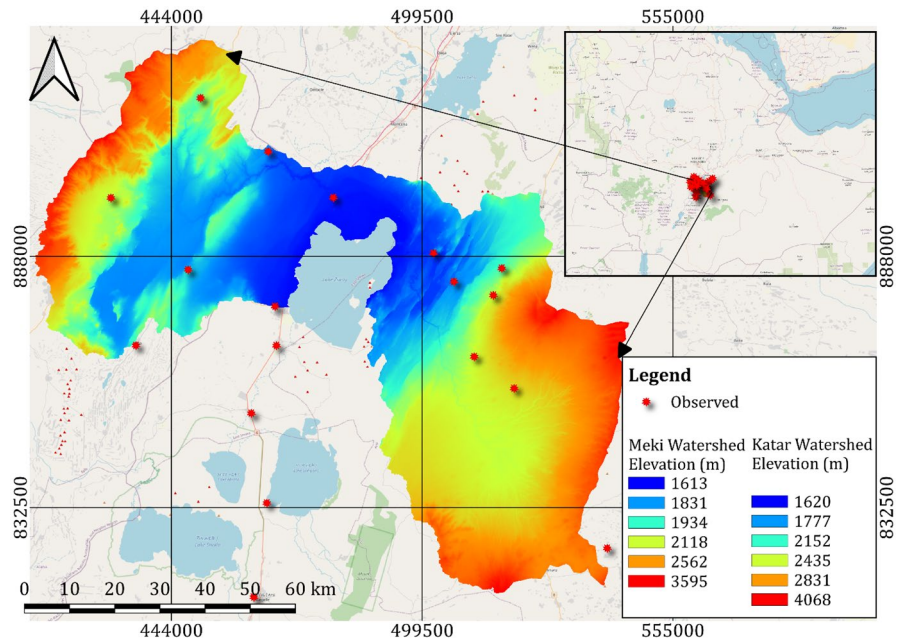 444000 499500 555000
888000 888000
832500 832500
Legend
Observed
Meki Watershed
Elevation (m)
1613
1831
1934
2118
2562
3595
Katar Watershed
Elevation (m)
1620
1777
2152
2435
2831
4068
0 10 20 30 40 50 60 km
444000 499500 555000